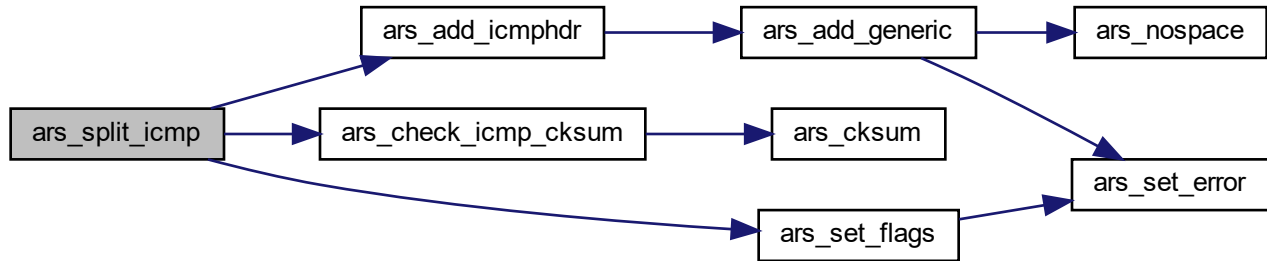 ars_add_icmphdr
ars_add_generic
ars_nospace
ars_split_icmp
ars_check_icmp_cksum
ars_cksum
ars_set_error
ars_set_flags